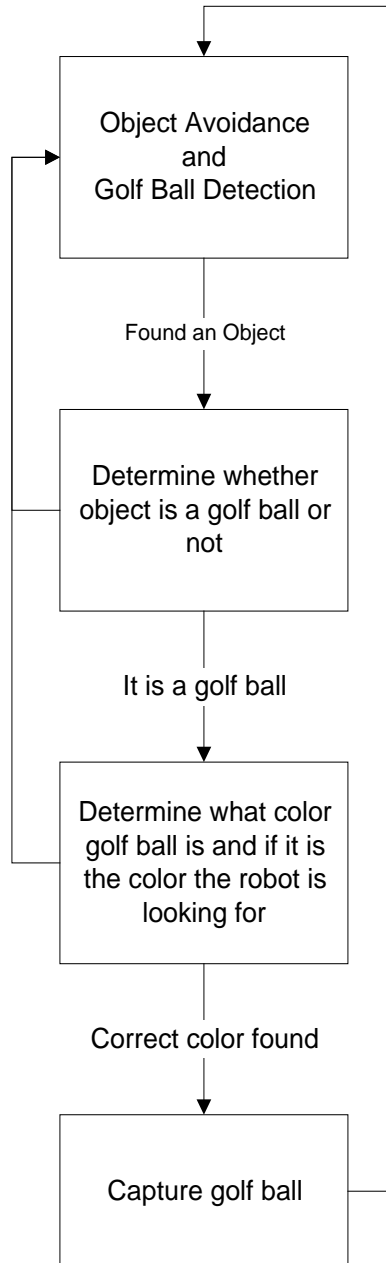 Object Avoidance
and
Golf Ball Detection
Found an Object
Determine whether
object is a golf ball or
not
It is a golf ball
Determine what color
golf ball is and if it is
the color the robot is
looking for
Correct color found
Capture golf ball